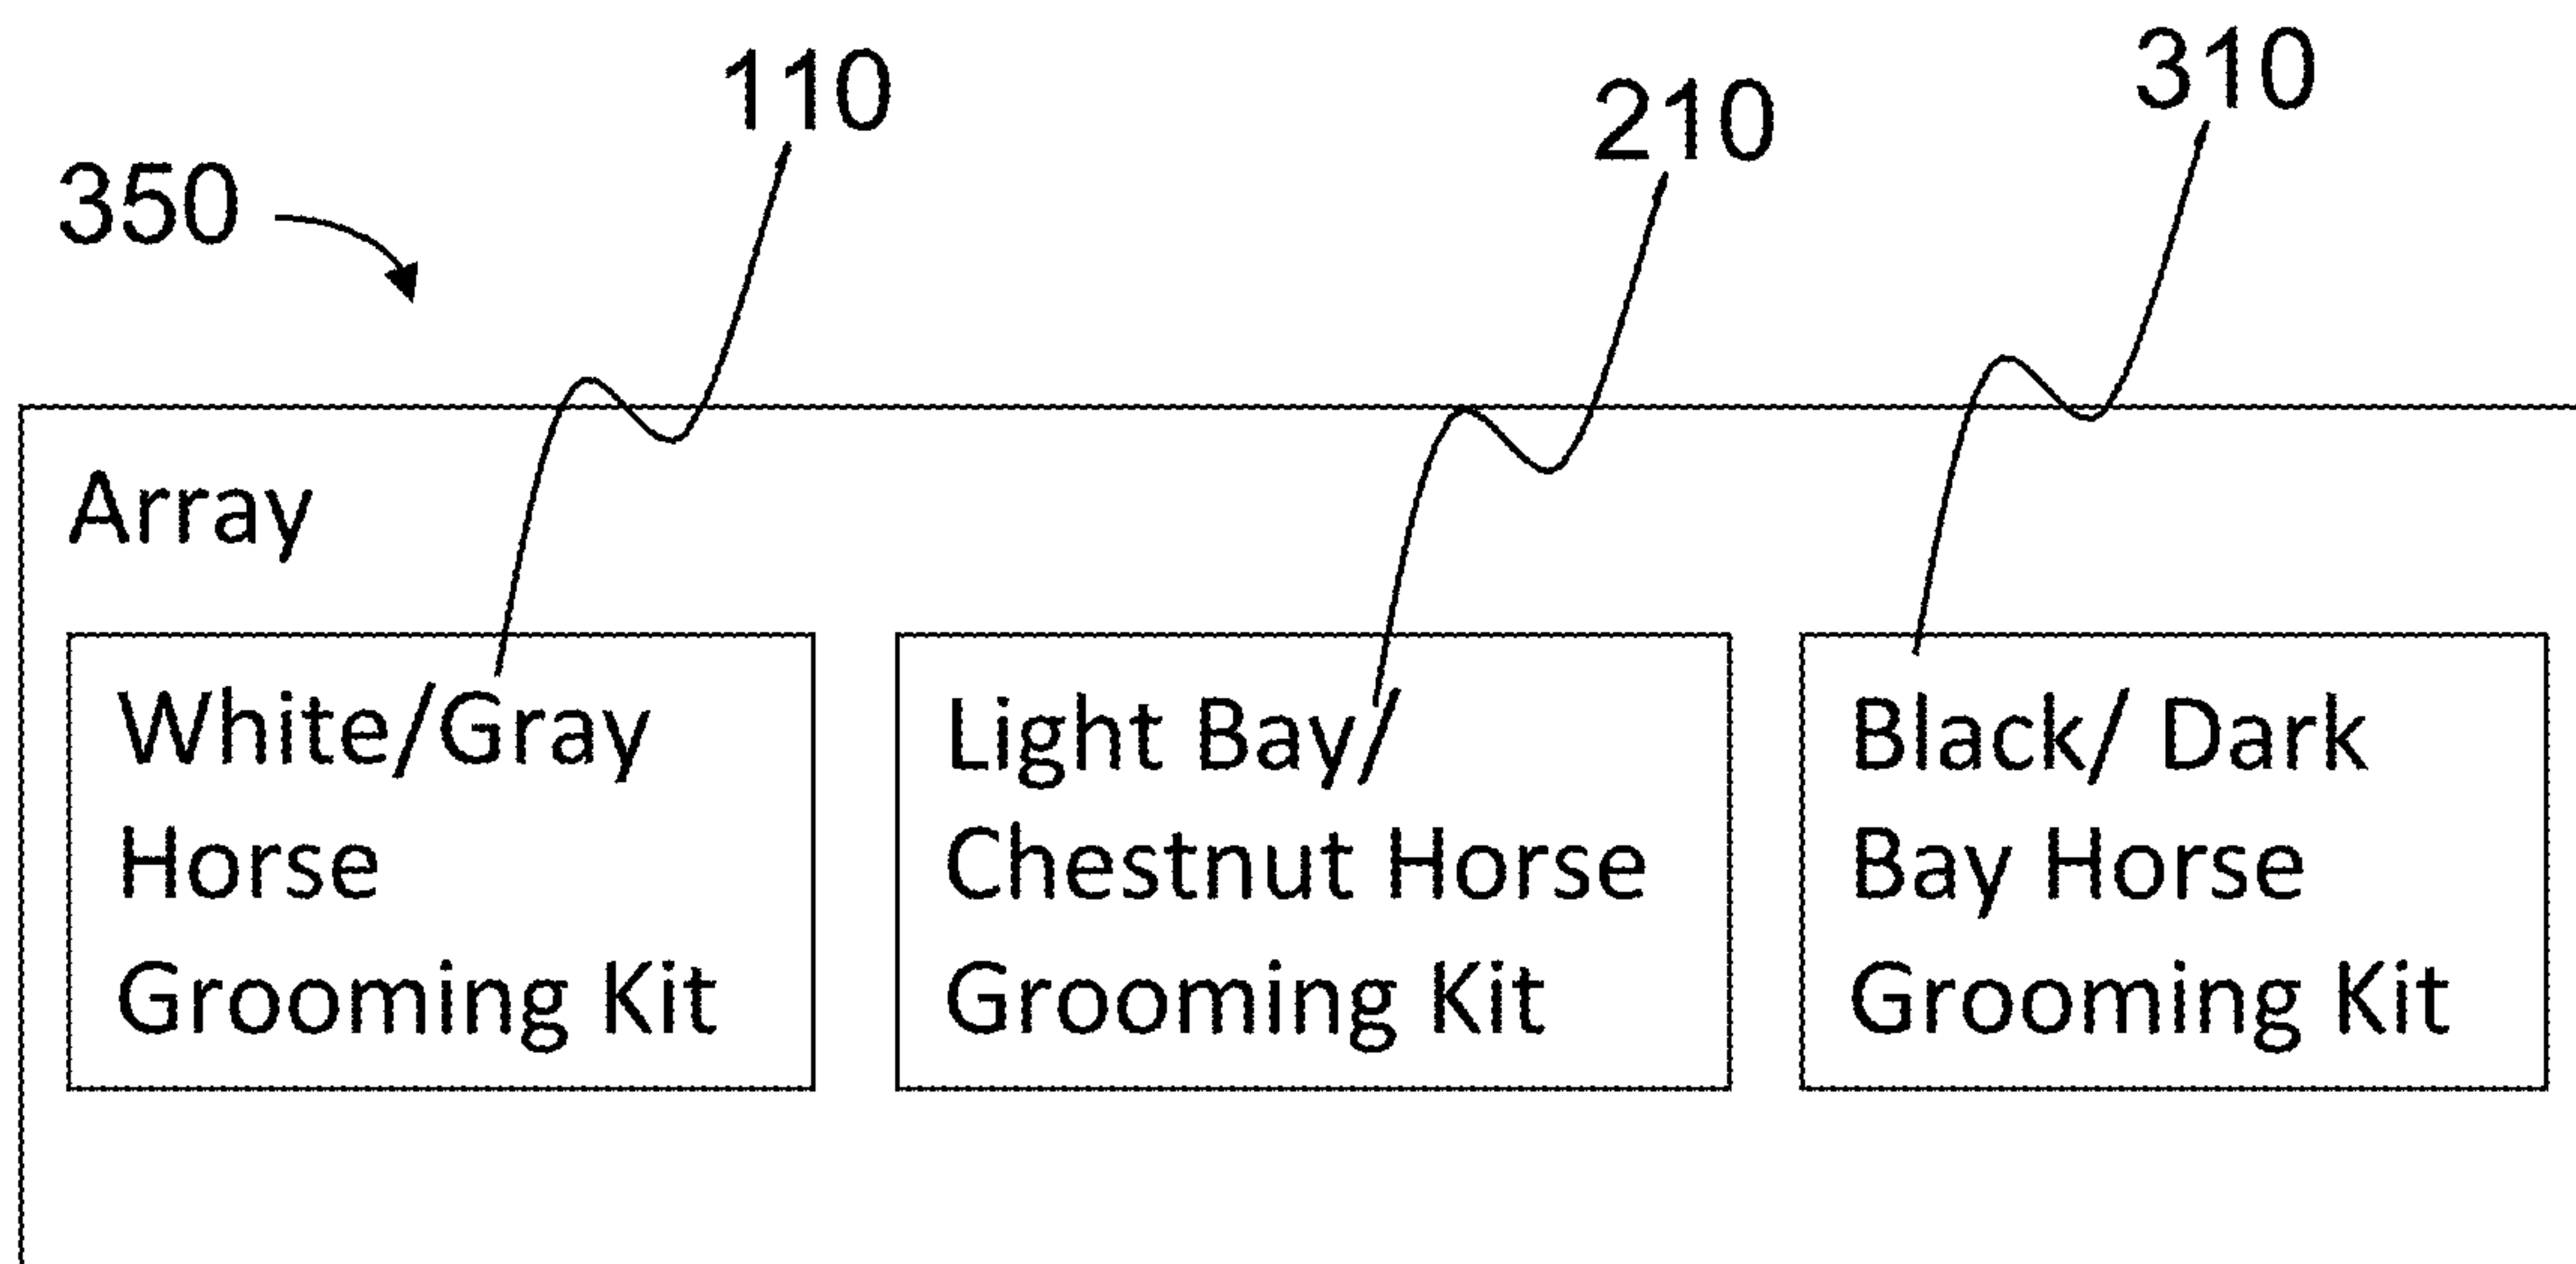 110
210
310
350
Array
White/Gray
Horse
Grooming Kit
Light Bay/
Chestnut Horse
Grooming Kit
Black/ Dark
Bay Horse
Grooming Kit